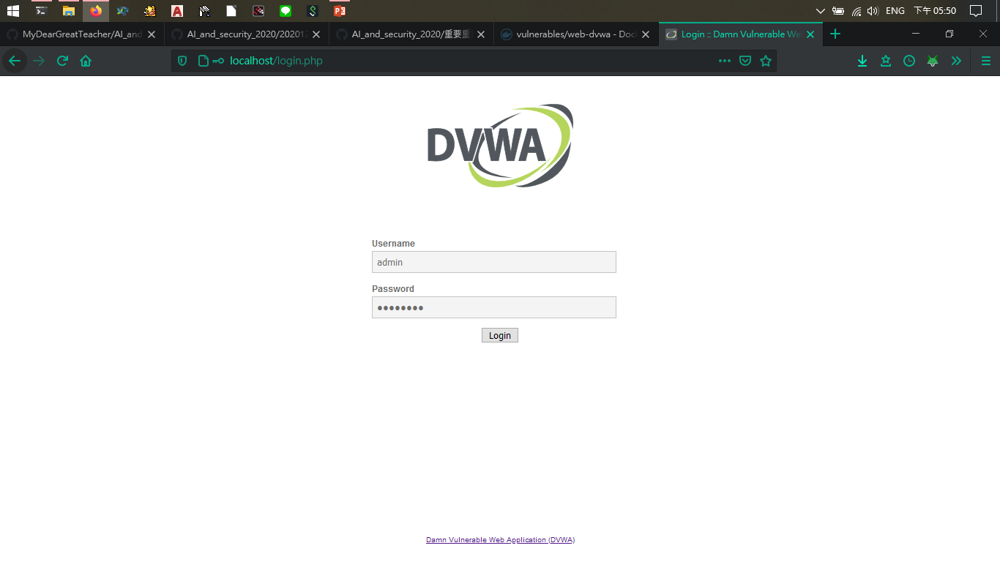 ENG 下午 05:50
MyDearGreatTeacher/AI_and
AI_and_security_2020/202012
AI_and_security_2020/重要重
vulnerables/web-dvwa - Doc
Login :: Damn Vulnerable We
localhost/login.php
DVWA
Username
admin
Password
Login
Damn Vulnerable Web Application (DVWA)